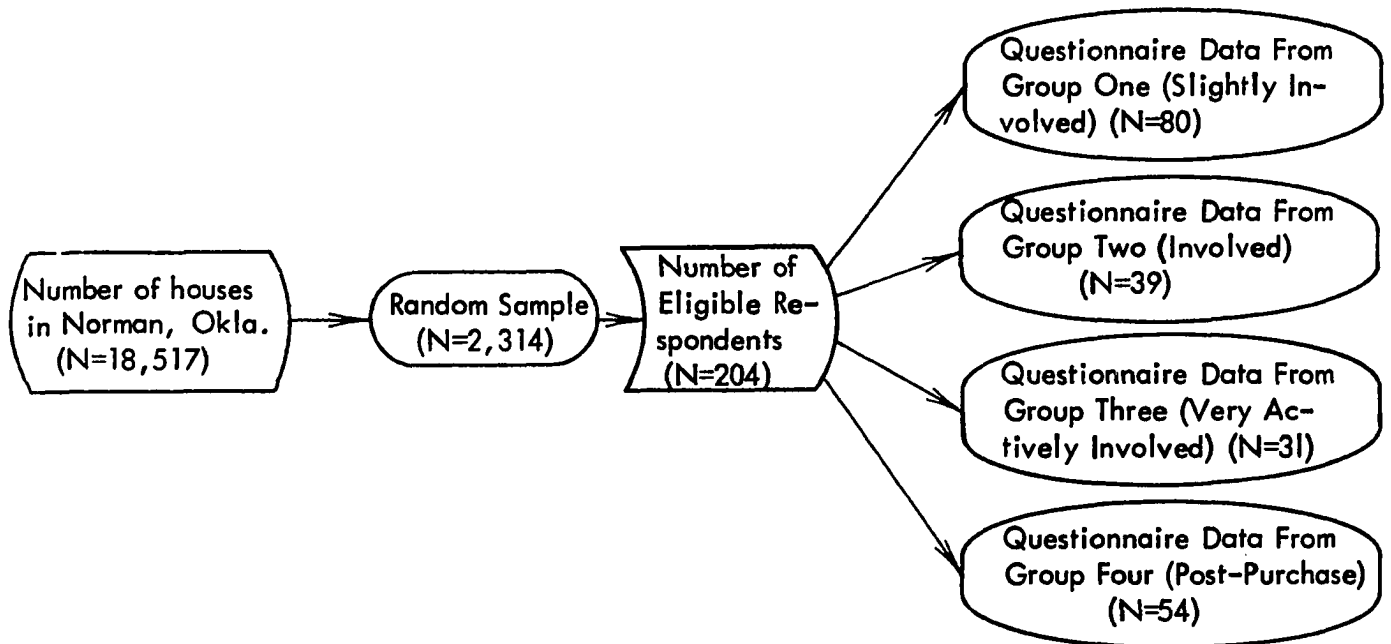 Number of houses
in Norman, Okla.
(N=18,517)
Random Sample
(N=2,314)
Number of
Eligible Re-
spondents
(N=204)
Questionnaire Data From
Group One (Slightly In-
volved) (N=80)
Questionnaire Data From
Group Two (Involved)
(N=39)
Questionnaire Data From
Group Three (Very Ac-
tively Involved) (N=31)
Questionnaire Data From
Group Four (Post-Purchase)
(N=54)